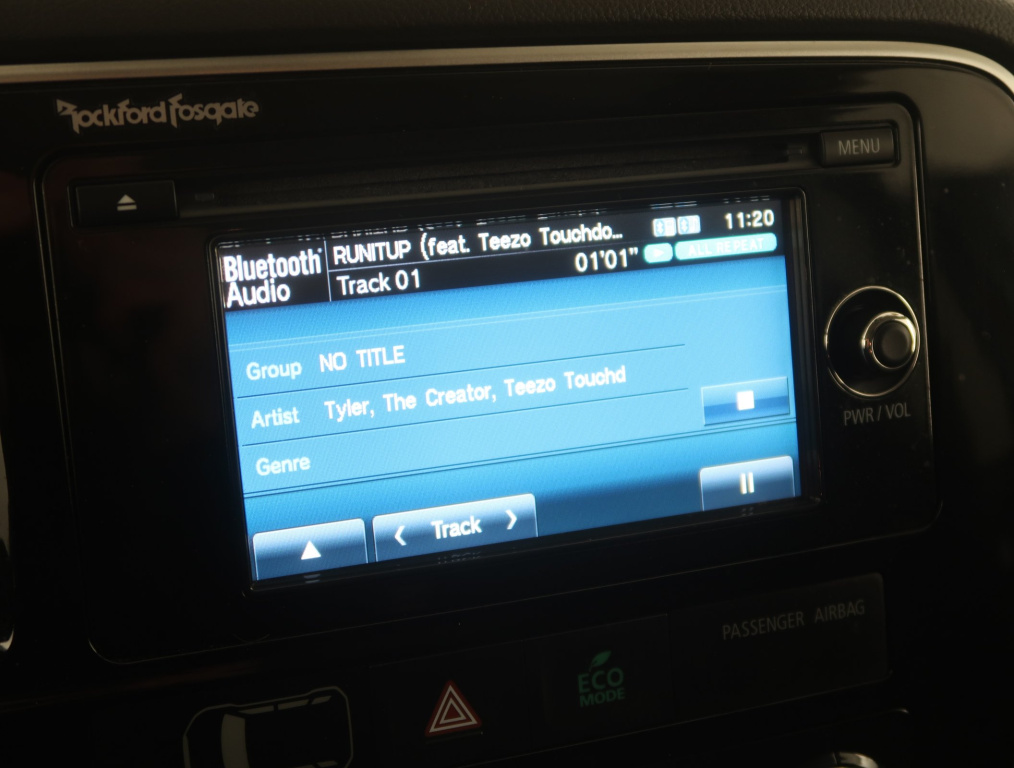 Rockford Fosgate
MENU
Bluetooth Audio
RUNITUP (feat. Teezo Touchdo...
11:20
Track 01
01'01"
ALL REPEAT
Group NO TITLE
Artist Tyler, The Creator, Teezo Touchd
Genre
PWR / VOL
Track
PASSENGER AIRBAG
ECO
MODE